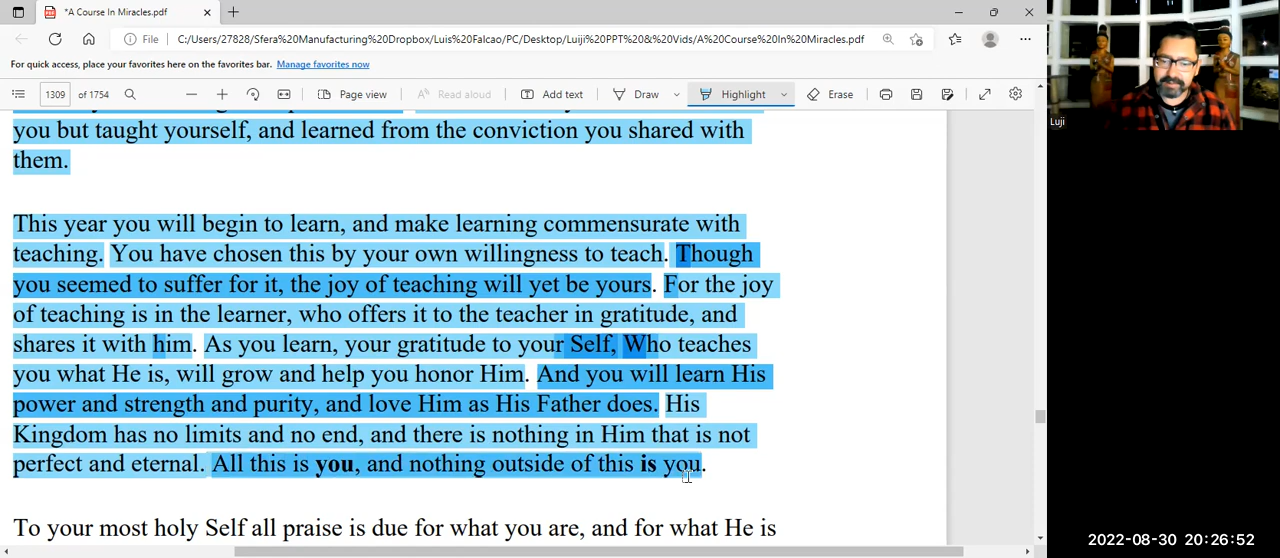 *A Course In Miracles.pdf
File
C:/Users/27828/Sfera%20Manufacturing%20Dropbox/Luis%20Falcao/PC/Desktop/Luiji%20PPT%20&%20Vids/A%20Course%20In%20Miracles.pdf
For quick access, place your favorites here on the favorites bar. Manage favorites now
1309 of 1754 Page view Read aloud Add text Draw Highlight Erase
you but taught yourself, and learned from the conviction you shared with
them.
This year you will begin to learn, and make learning commensurate with
teaching. You have chosen this by your own willingness to teach. Though
you seemed to suffer for it, the joy of teaching will yet be yours. For the joy
of teaching is in the learner, who offers it to the teacher in gratitude, and
shares it with him. As you learn, your gratitude to your Self, Who teaches
you what He is, will grow and help you honor Him. And you will learn His
power and strength and purity, and love Him as His Father does. His
Kingdom has no limits and no end, and there is nothing in Him that is not
perfect and eternal. All this is you, and nothing outside of this is you.
To your most holy Self all praise is due for what you are, and for what He is
Luji
2022-08-30 20:26:52